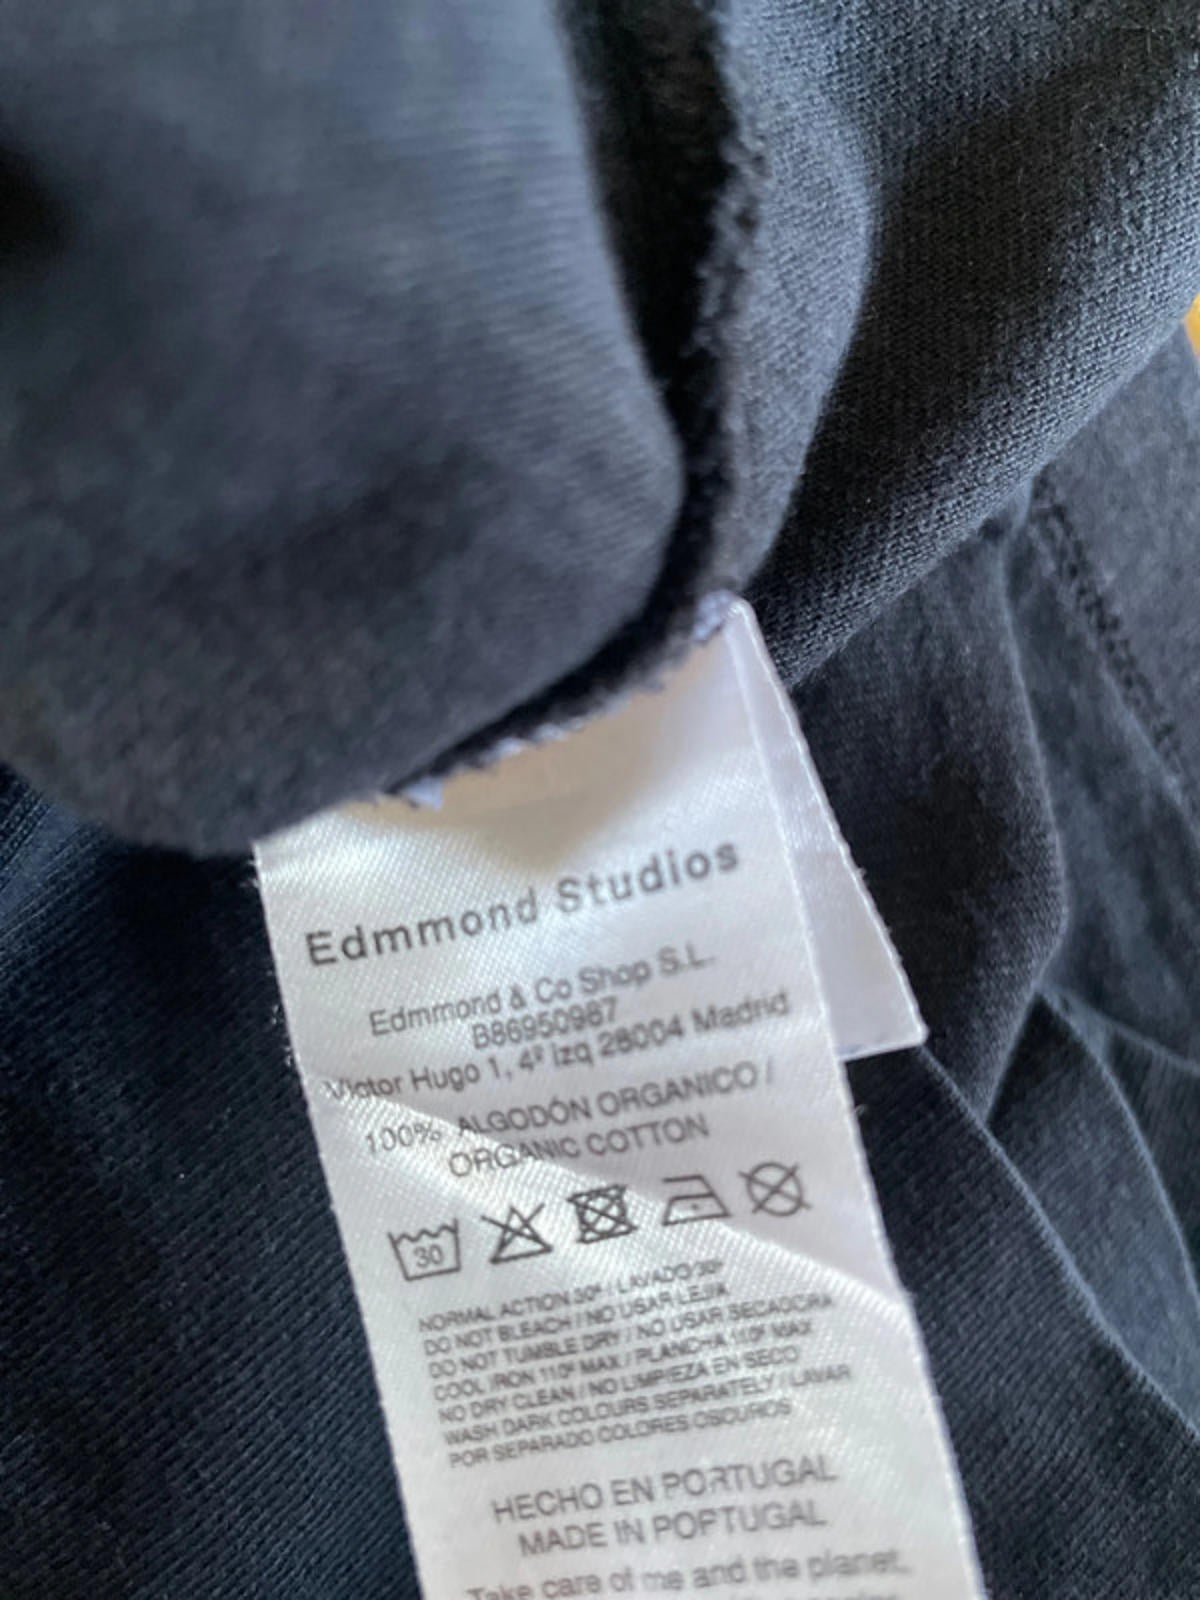 Edmmond Studios
Edmmond & Co Shop S.L.
B86950987
Victor Hugo 1, 4º Izq 28004 Madrid
100% ALGODÓN ORGANICO /
ORGANIC COTTON
30
NORMAL ACTION 30º / LAVADO 30º
DO NOT BLEACH / NO USAR LEJIA
DO NOT TUMBLE DRY / NO USAR SECADORA
COOL IRON 110º MAX / PLANCHA 110º MAX
NO DRY CLEAN / NO LIMPIEZA EN SECO
WASH DARK COLOURS SEPARATELY / LAVAR
POR SEPARADO COLORES OSCUROS
HECHO EN PORTUGAL
MADE IN PORTUGAL
Take care of me and the planet,